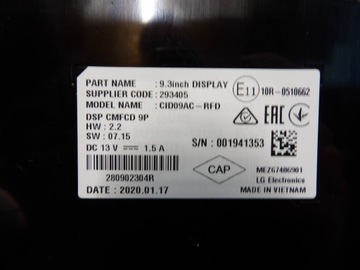 PART NAME : 9.3inch DISPLAY
SUPPLIER CODE : 293405
MODEL NAME : CID09AC-RFD
E11 10R-0510662
DSP CMFCD 9P
HW : 2.2
SW : 07.15
DC 13 V 1.5 A
EAC
S/N : 001941353
280902304R
CAP
MEZ67486901
LG Electronics
DATE : 2020.01.17
MADE IN VIETNAM